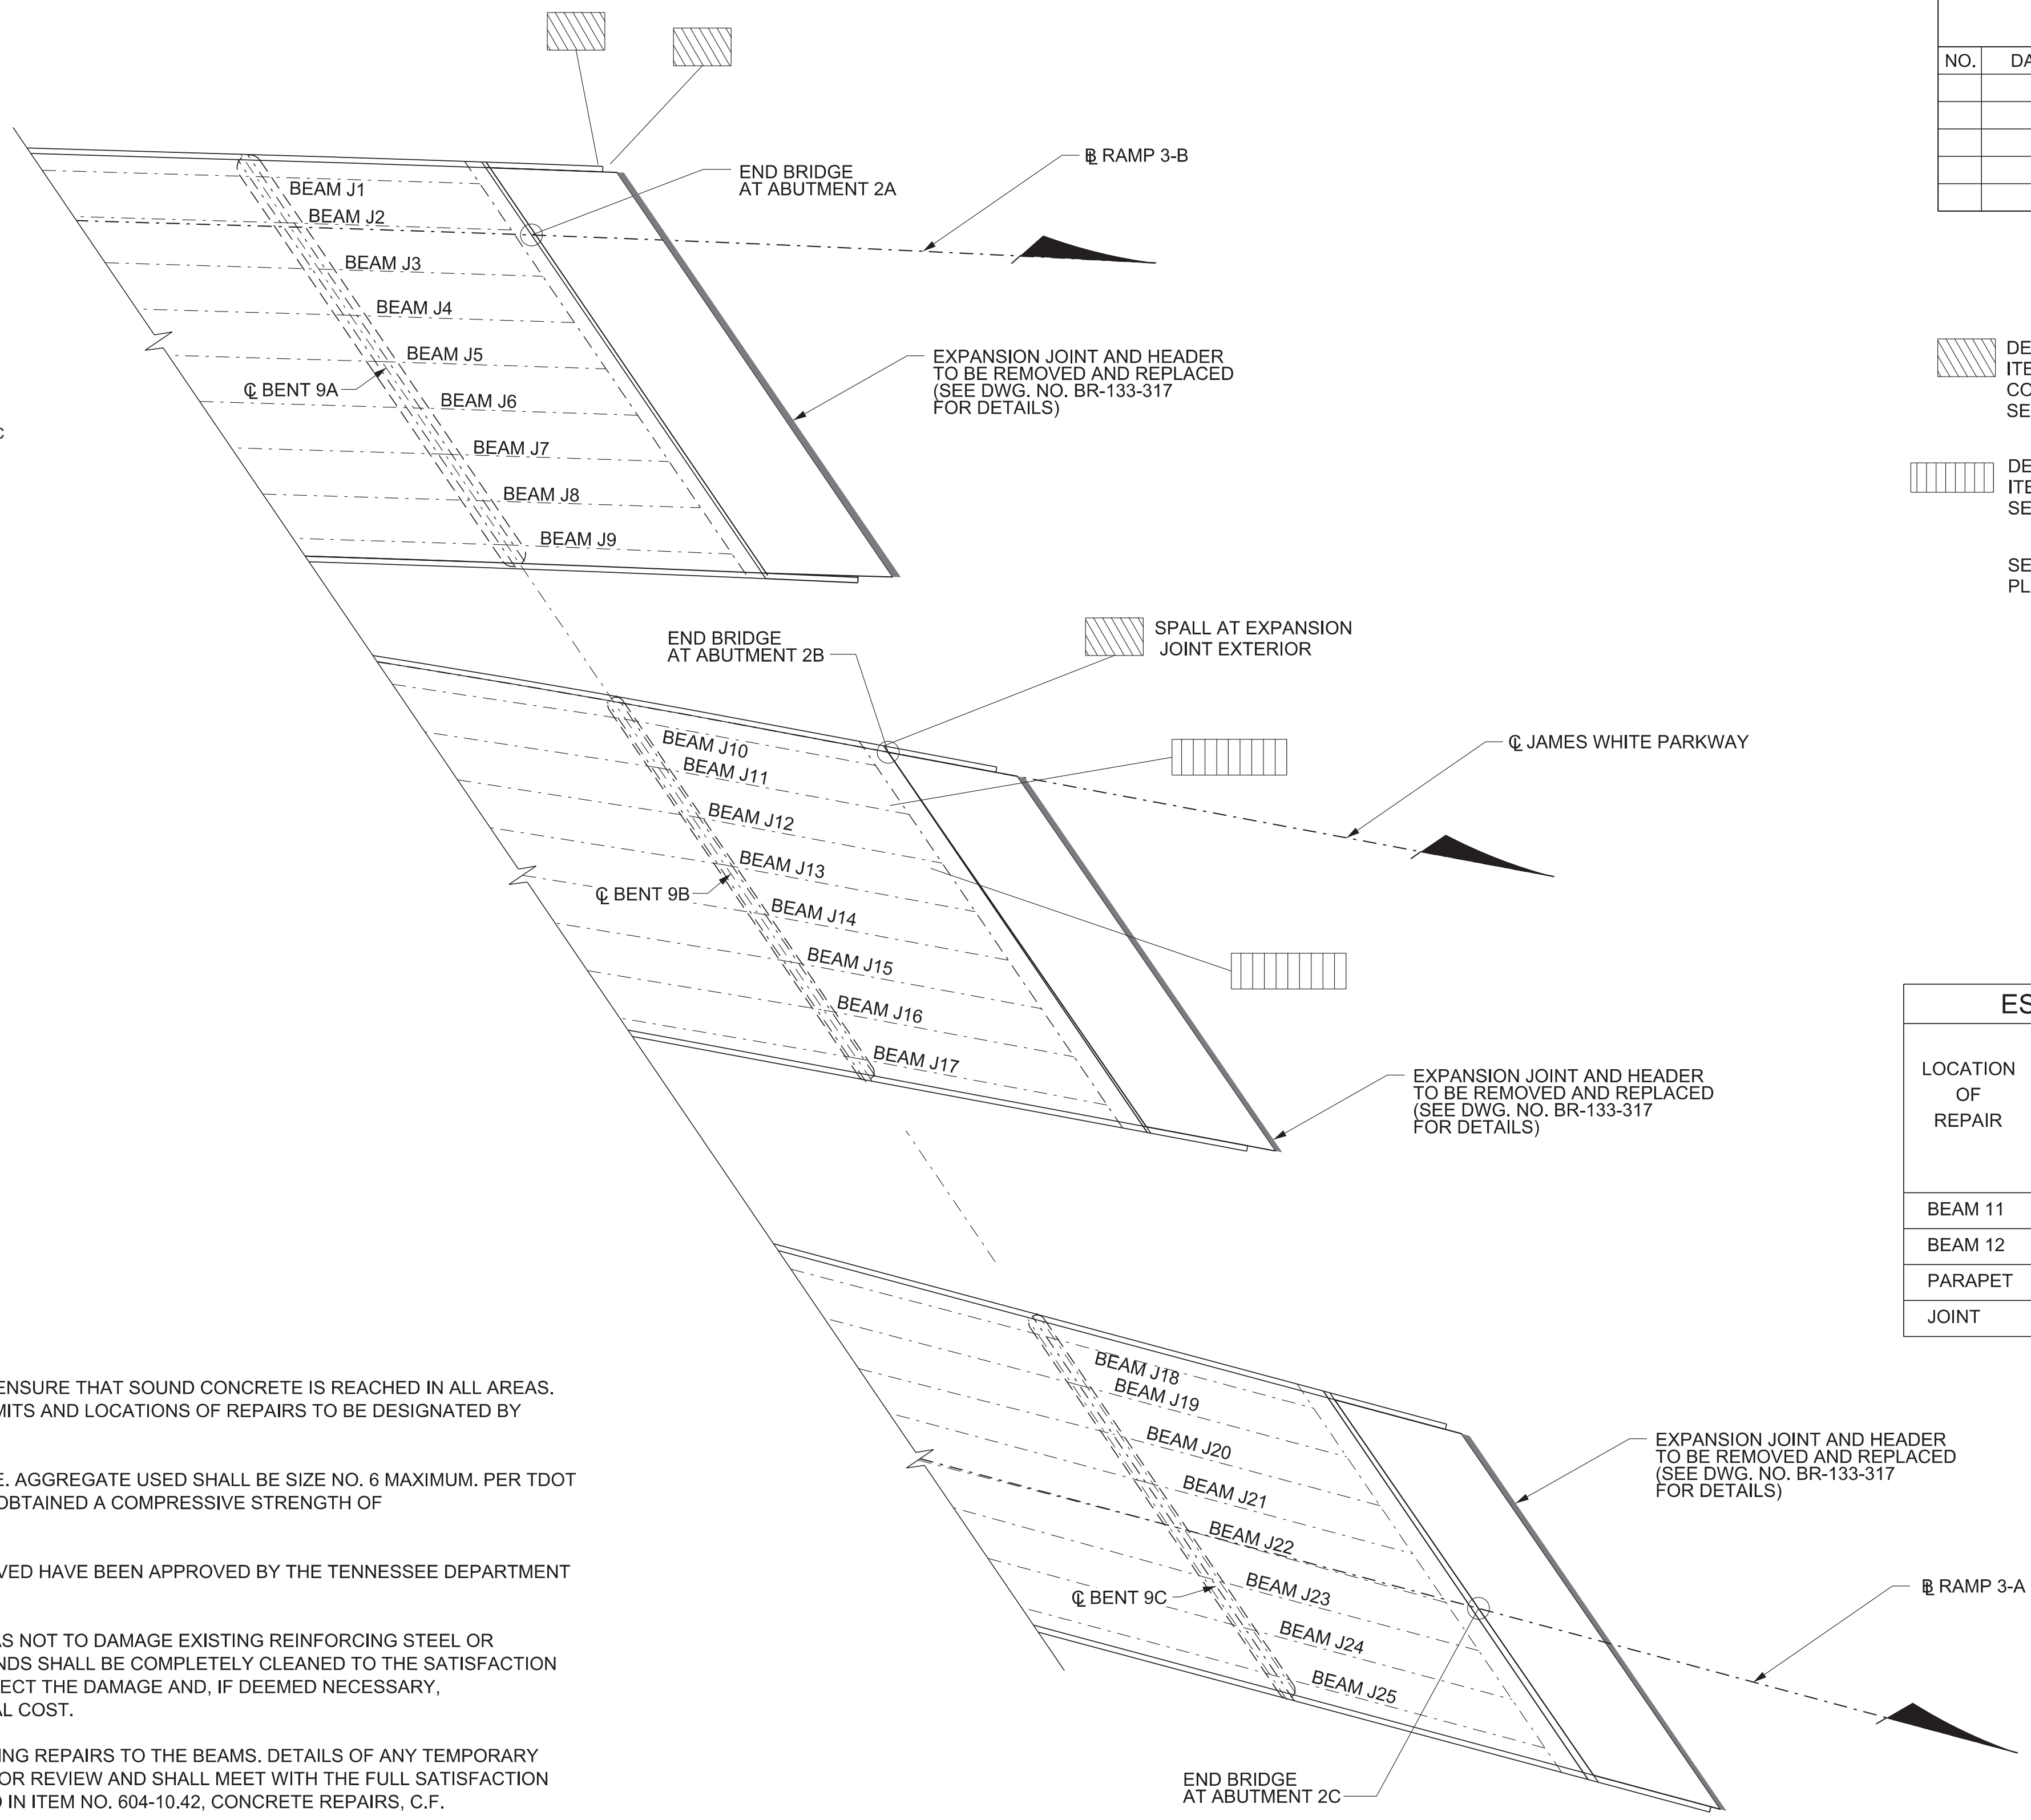 NO.
℄ RAMP 3-B
END BRIDGE
AT ABUTMENT 2A
BEAM J1
BEAM J2
BEAM J3
BEAM J4
BEAM J5
℄ BENT 9A
BEAM J6
BEAM J7
BEAM J8
BEAM J9
EXPANSION JOINT AND HEADER
TO BE REMOVED AND REPLACED
(SEE DWG. NO. BR-133-317
FOR DETAILS)
DE
ITE
CO
SE
DE
ITE
SE
SE
PL
C
END BRIDGE
AT ABUTMENT 2B
SPALL AT EXPANSION
JOINT EXTERIOR
℄ JAMES WHITE PARKWAY
BEAM J10
BEAM J11
BEAM J12
BEAM J13
℄ BENT 9B
BEAM J14
BEAM J15
BEAM J16
BEAM J17
EXPANSION JOINT AND HEADER
TO BE REMOVED AND REPLACED
(SEE DWG. NO. BR-133-317
FOR DETAILS)
ES
LOCATION
OF
REPAIR
BEAM 11
BEAM 12
PARAPET
JOINT
BEAM J18
BEAM J19
BEAM J20
BEAM J21
BEAM J22
BEAM J23
℄ BENT 9C
BEAM J24
BEAM J25
EXPANSION JOINT AND HEADER
TO BE REMOVED AND REPLACED
(SEE DWG. NO. BR-133-317
FOR DETAILS)
℄ RAMP 3-A
END BRIDGE
AT ABUTMENT 2C
ENSURE THAT SOUND CONCRETE IS REACHED IN ALL AREAS.
MITS AND LOCATIONS OF REPAIRS TO BE DESIGNATED BY
E. AGGREGATE USED SHALL BE SIZE NO. 6 MAXIMUM. PER TDOT
OBTAINED A COMPRESSIVE STRENGTH OF
VED HAVE BEEN APPROVED BY THE TENNESSEE DEPARTMENT
AS NOT TO DAMAGE EXISTING REINFORCING STEEL OR
NDS SHALL BE COMPLETELY CLEANED TO THE SATISFACTION
ECT THE DAMAGE AND, IF DEEMED NECESSARY,
AL COST.
ING REPAIRS TO THE BEAMS. DETAILS OF ANY TEMPORARY
OR REVIEW AND SHALL MEET WITH THE FULL SATISFACTION
IN ITEM NO. 604-10.42, CONCRETE REPAIRS, C.F.